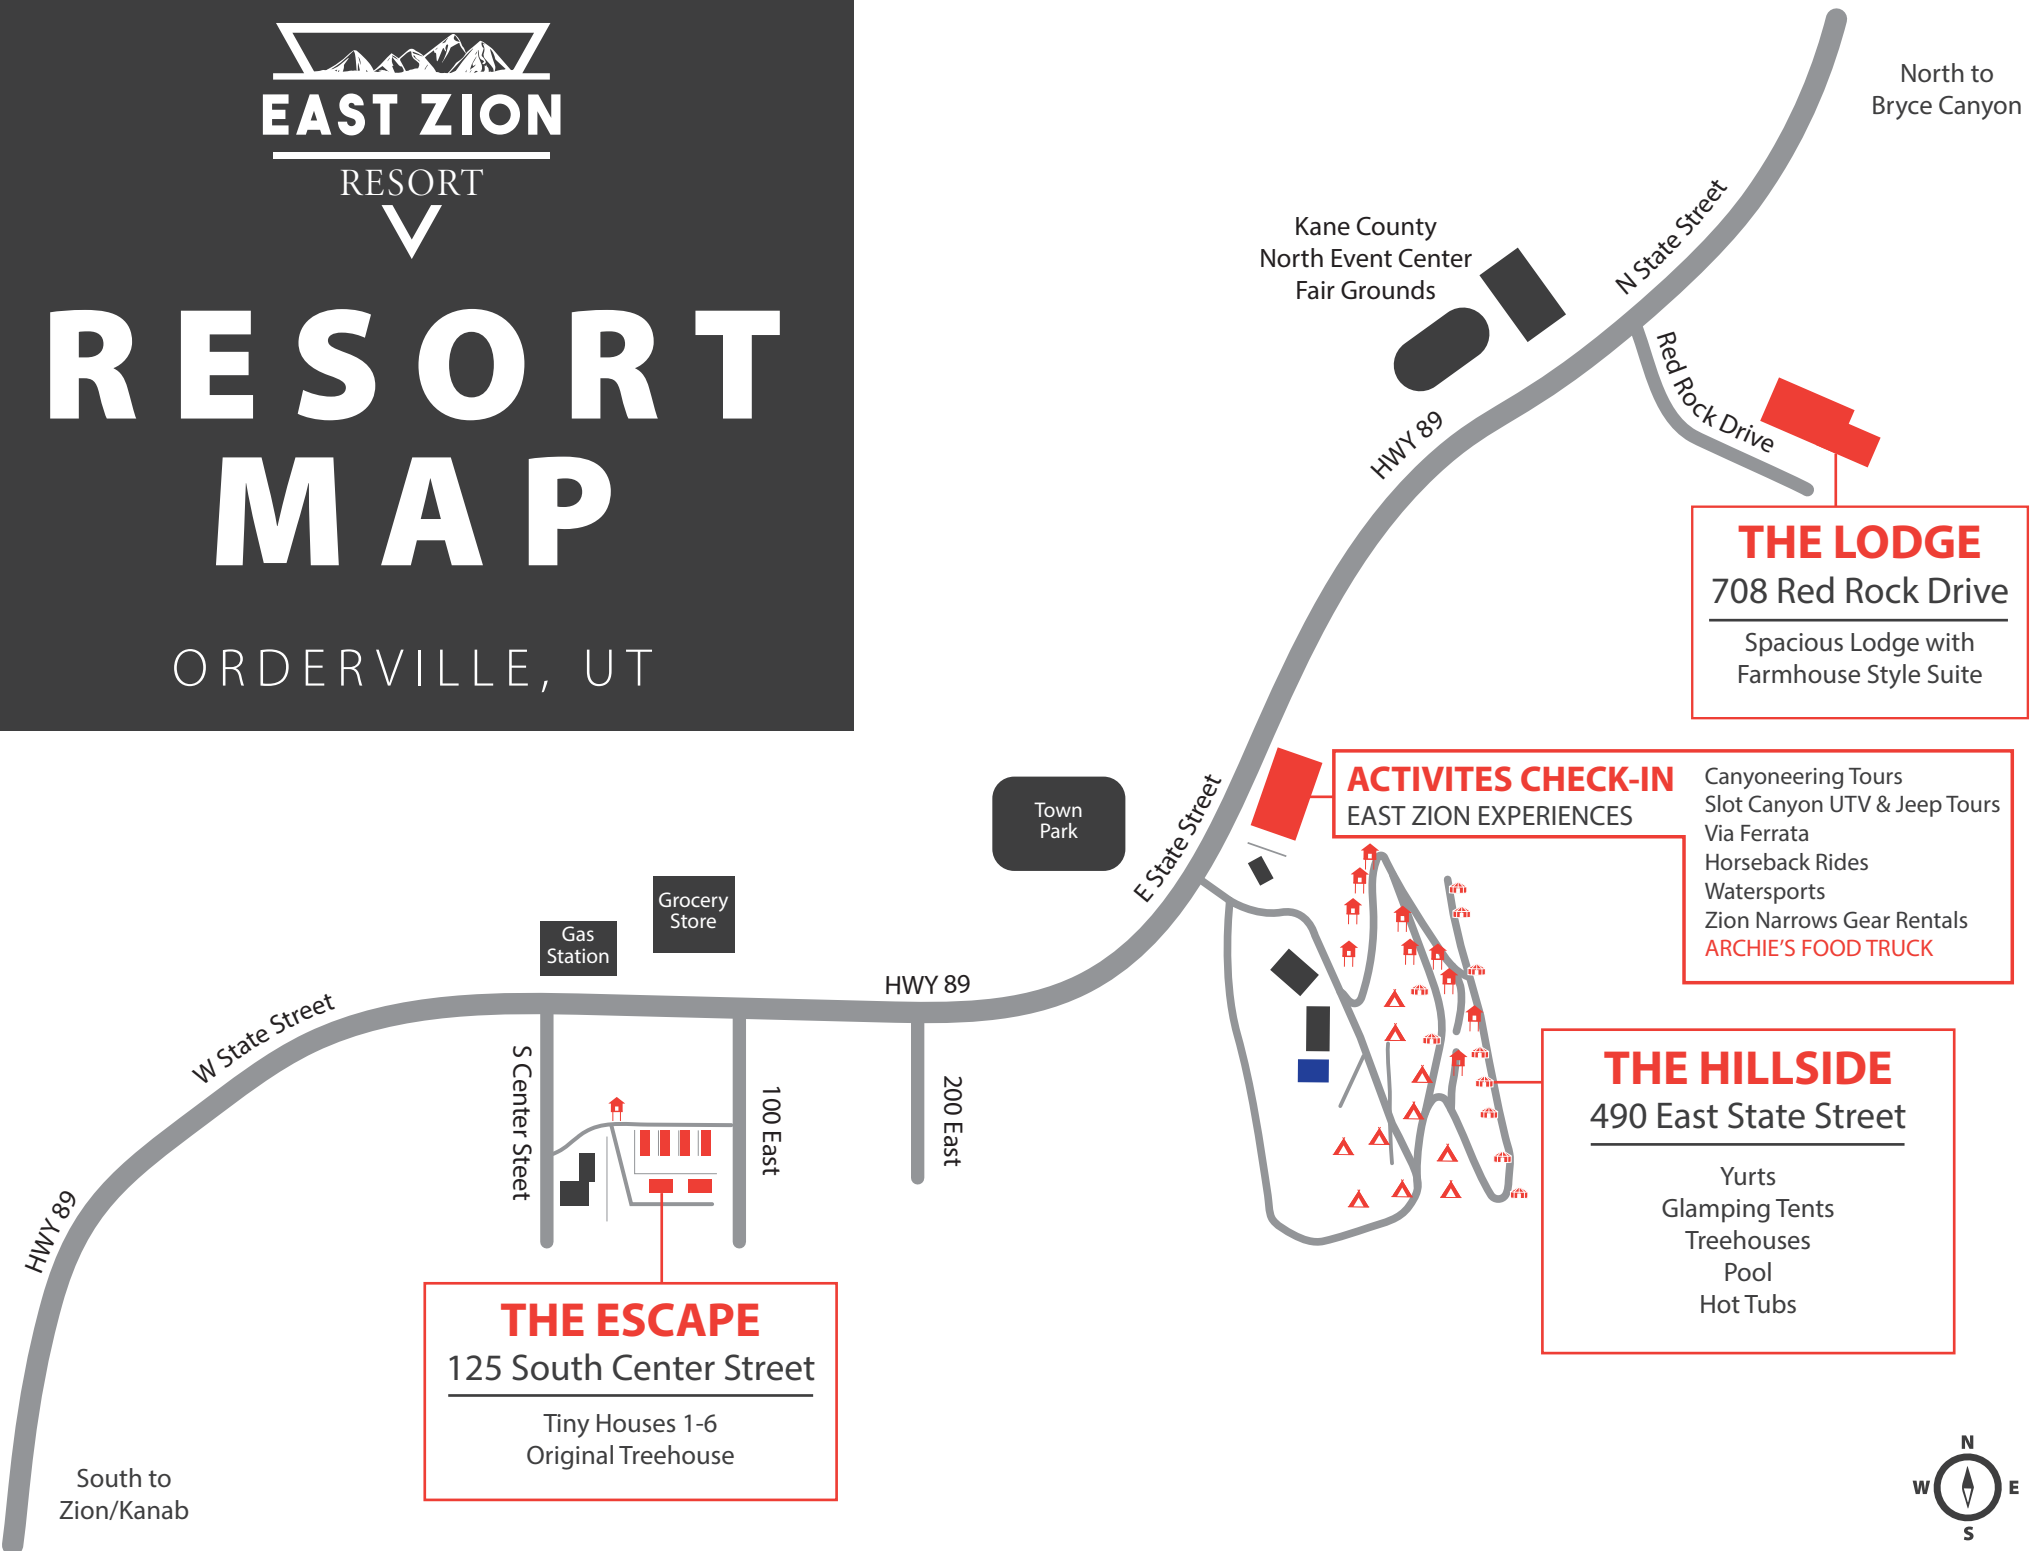 EAST ZION
RESORT
RESORT
MAP
ORDERVILLE, UT
North to
Bryce Canyon
Kane County
North Event Center
Fair Grounds
N State Street
Red Rock Drive
HWY 89
THE LODGE
708 Red Rock Drive
Spacious Lodge with
Farmhouse Style Suite
ACTIVITES CHECK-IN
EAST ZION EXPERIENCES
Canyoneering Tours
Slot Canyon UTV & Jeep Tours
Via Ferrata
Horseback Rides
Watersports
Zion Narrows Gear Rentals
ARCHIE'S FOOD TRUCK
Town
Park
E State Street
Grocery
Store
Gas
Station
HWY 89
W State Street
S Center Steet
100 East
200 East
HWY 89
THE HILLSIDE
490 East State Street
Yurts
Glamping Tents
Treehouses
Pool
Hot Tubs
THE ESCAPE
125 South Center Street
Tiny Houses 1-6
Original Treehouse
South to
Zion/Kanab
N
W E
S